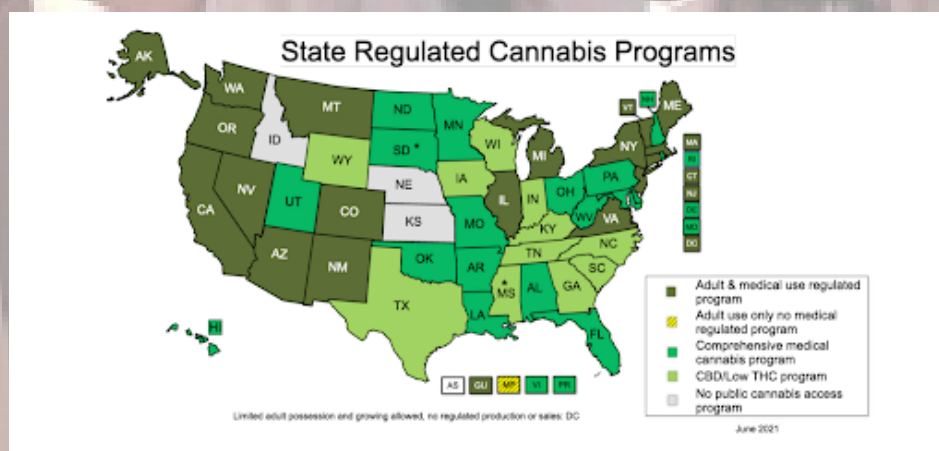 State Regulated Cannabis Programs
AK
WA
MT
ND
MN
VT
NH
ME
OR
ID
WY
SD *
WI
MI
NY
MA
RI
CT
NJ
DE
MD
DC
NV
UT
CO
NE
IA
IL
IN
OH
PA
CA
KS
MO
KY
WV
VA
AZ
NM
OK
AR
TN
NC
SC
TX
LA
*
MS
AL
GA
FL
HI
Adult & medical use regulated
program
Adult use only no medical
regulated program
Comprehensive medical
cannabis program
CBD/Low THC program
No public cannabis access
program
AS
GU
MP
VI
PR
Limited adult possession and growing allowed, no regulated production or sales: DC
June 2021